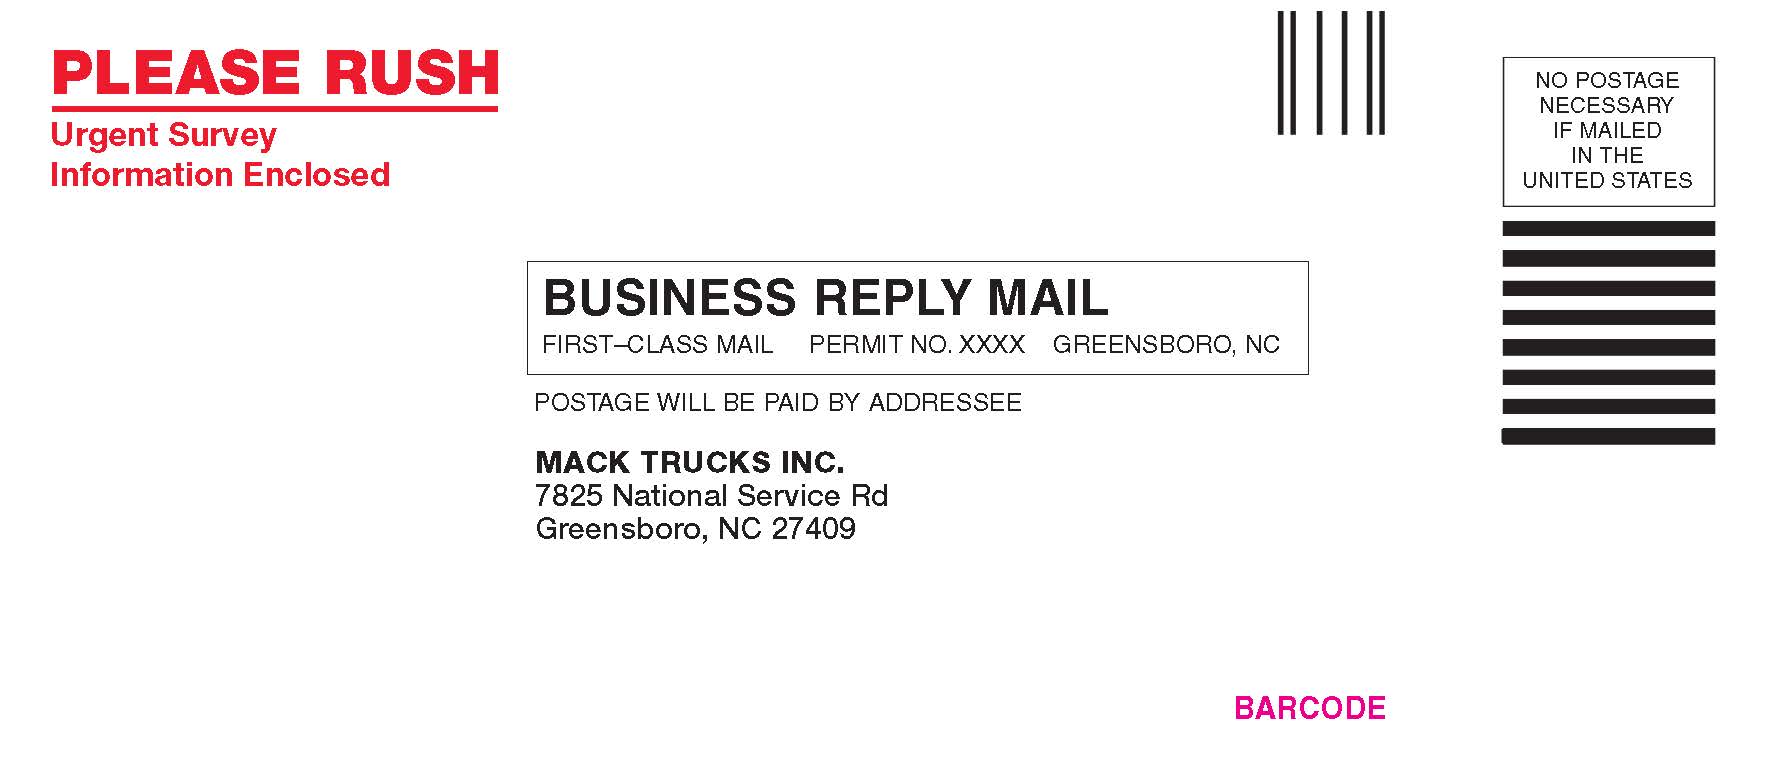 PLEASE RUSH
Urgent Survey
Information Enclosed
NO POSTAGE
NECESSARY
IF MAILED
IN THE
UNITED STATES
BUSINESS REPLY MAIL
FIRST–CLASS MAIL PERMIT NO. XXXX GREENSBORO, NC
POSTAGE WILL BE PAID BY ADDRESSEE
MACK TRUCKS INC.
7825 National Service Rd
Greensboro, NC 27409
BARCODE